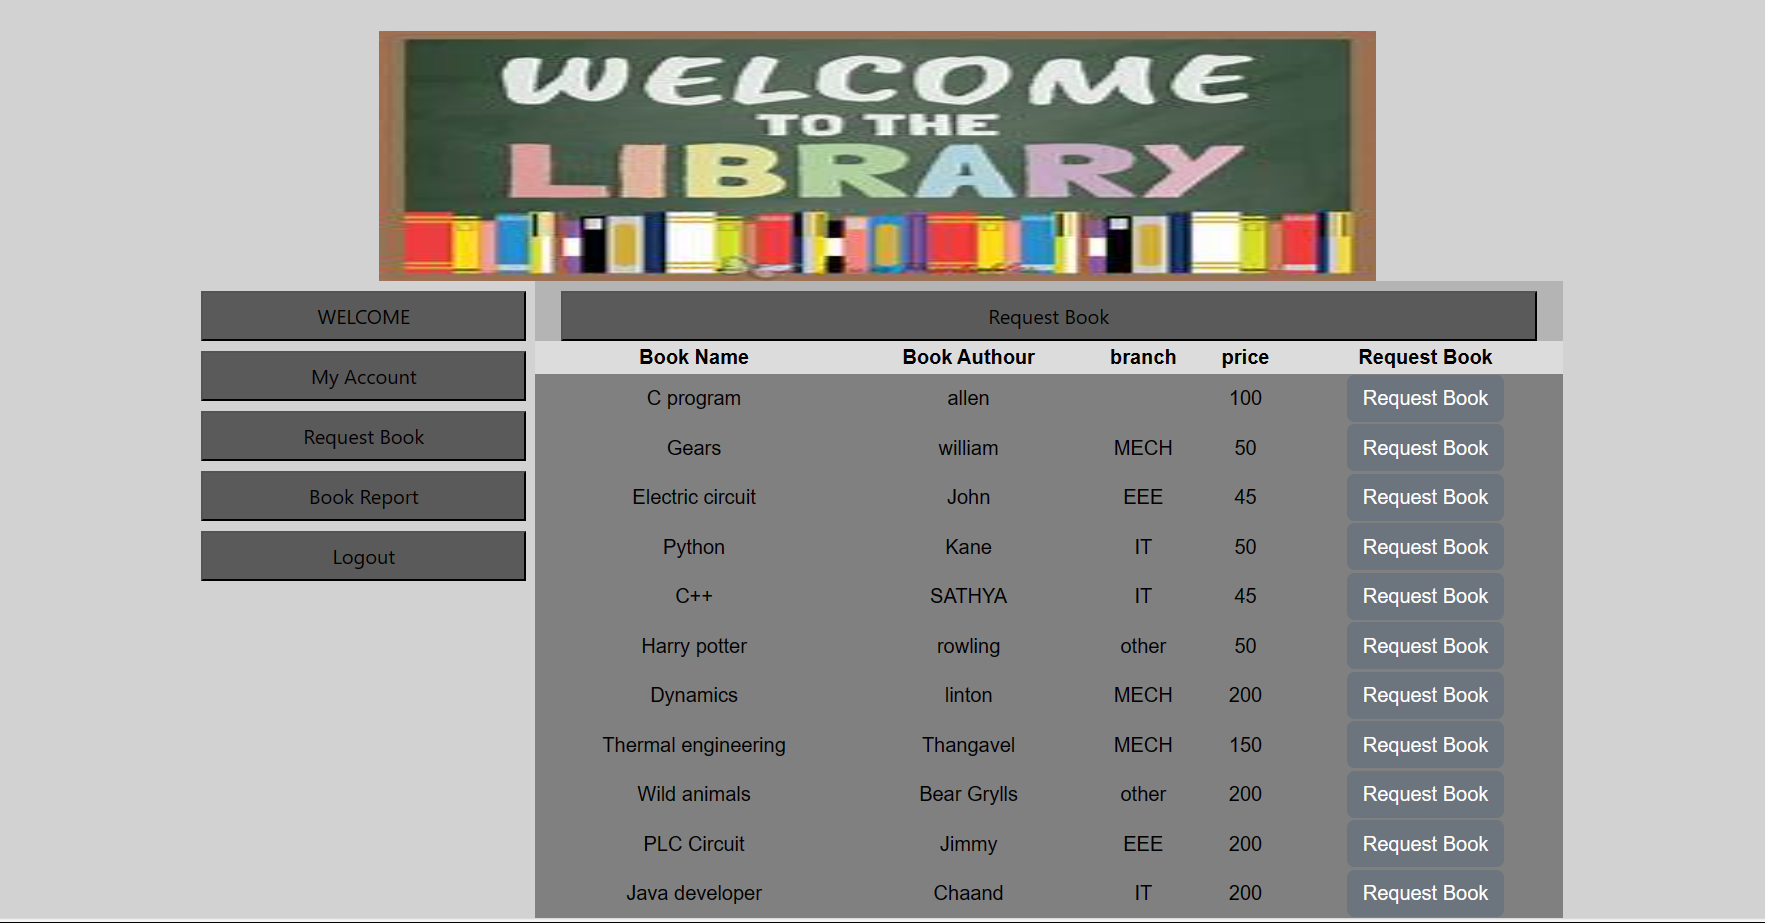 WELCOME
TO THE
LIBRARY
WELCOME
My Account
Request Book
Book Report
Logout
Request Book
Book Name Book Authour branch price Request Book
C program allen 100 Request Book
Gears william MECH 50 Request Book
Electric circuit John EEE 45 Request Book
Python Kane IT 50 Request Book
C++ SATHYA IT 45 Request Book
Harry potter rowling other 50 Request Book
Dynamics linton MECH 200 Request Book
Thermal engineering Thangavel MECH 150 Request Book
Wild animals Bear Grylls other 200 Request Book
PLC Circuit Jimmy EEE 200 Request Book
Java developer Chaand IT 200 Request Book